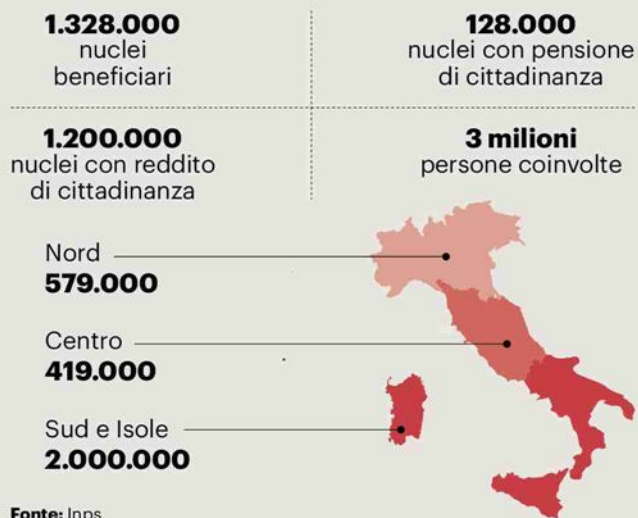 1.328.000
nuclei
beneficiari
128.000
nuclei con pensione
di cittadinanza
1.200.000
nuclei con reddito
di cittadinanza
3 milioni
persone coinvolte
Nord
579.000
Centro
419.000
Sud e Isole
2.000.000
Fonte: Inps